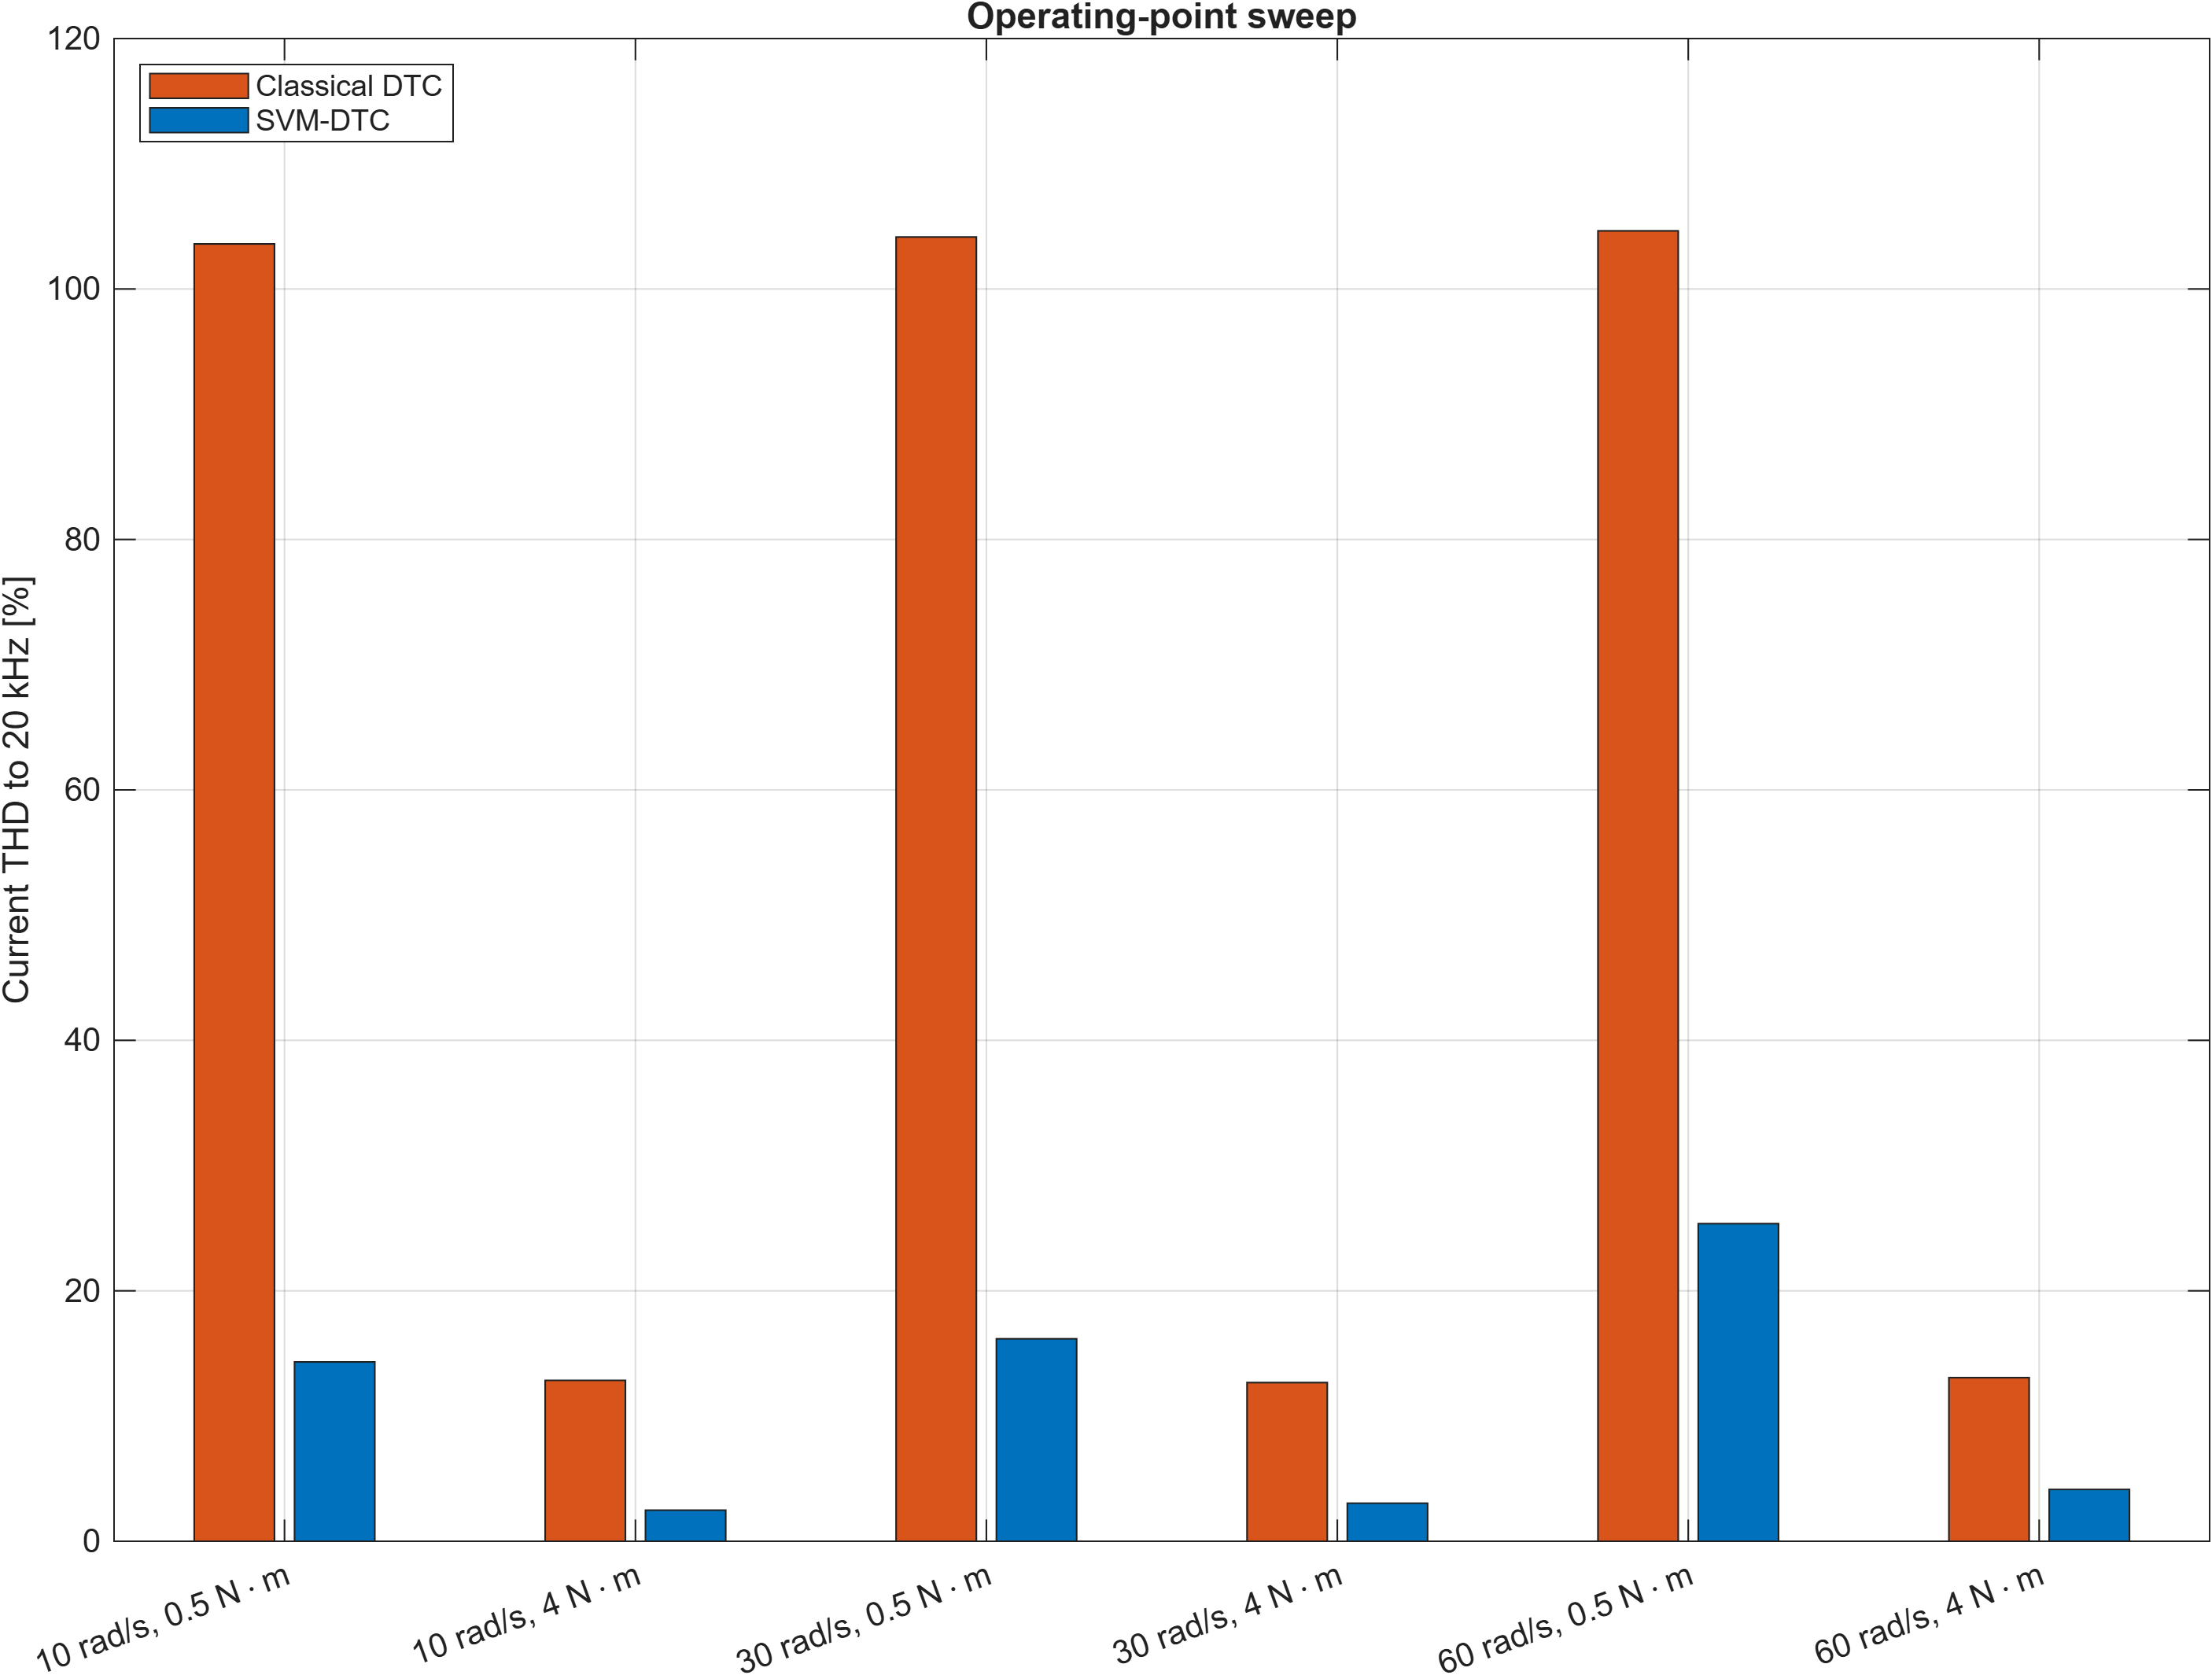 Operating-point sweep
Classical DTC
SVM-DTC
Current THD to 20 kHz [%]
120
100
80
60
40
20
0
10 rad/s, 0.5 N · m
10 rad/s, 4 N · m
30 rad/s, 0.5 N · m
30 rad/s, 4 N · m
60 rad/s, 0.5 N · m
60 rad/s, 4 N · m